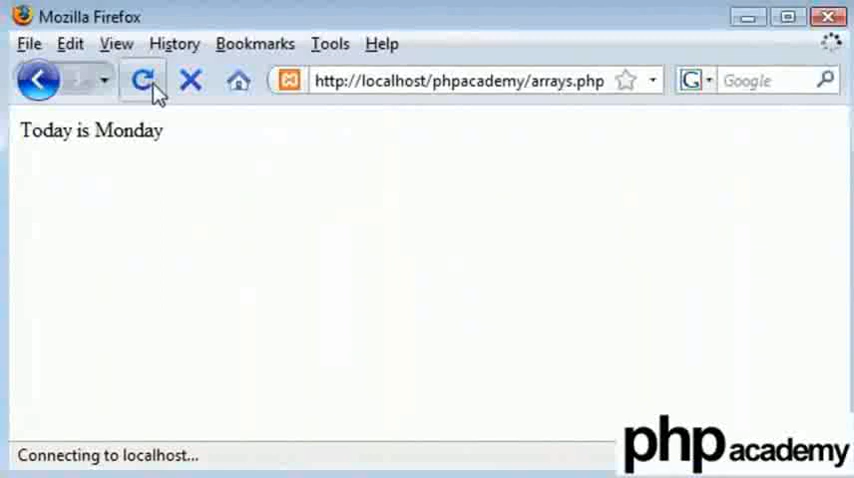 Mozilla Firefox
File Edit View History Bookmarks Tools Help
http://localhost/phpacademy/arrays.php G Google
Today is Monday
Connecting to localhost...
php academy